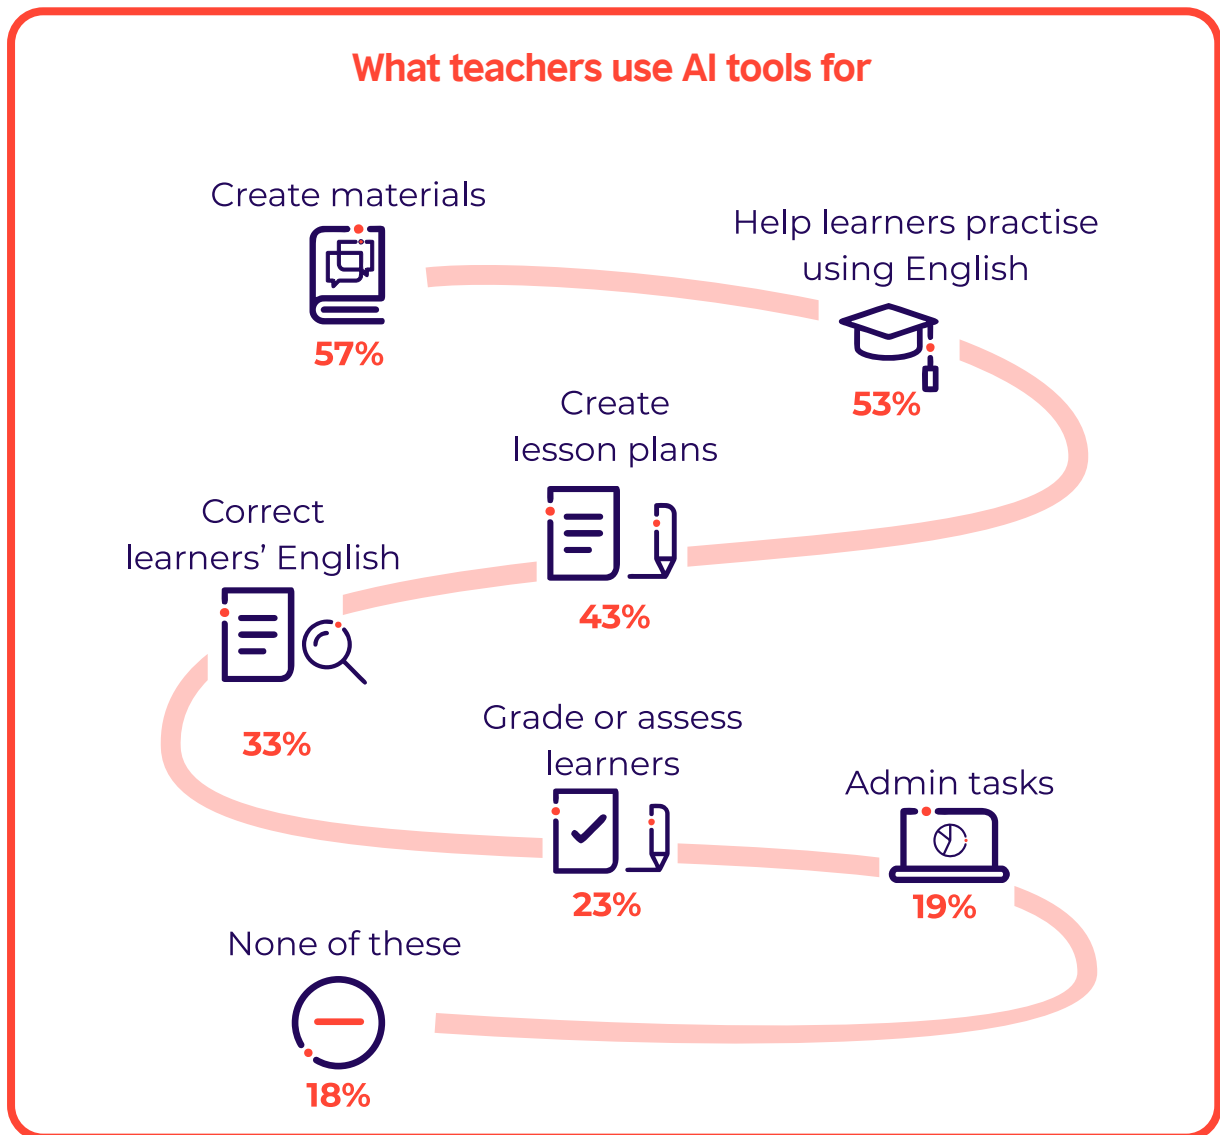 What teachers use AI tools for
Create materials
57%
Help learners practise
using English
53%
Create
lesson plans
43%
Correct
learners’ English
33%
Grade or assess
learners
23%
Admin tasks
19%
None of these
18%